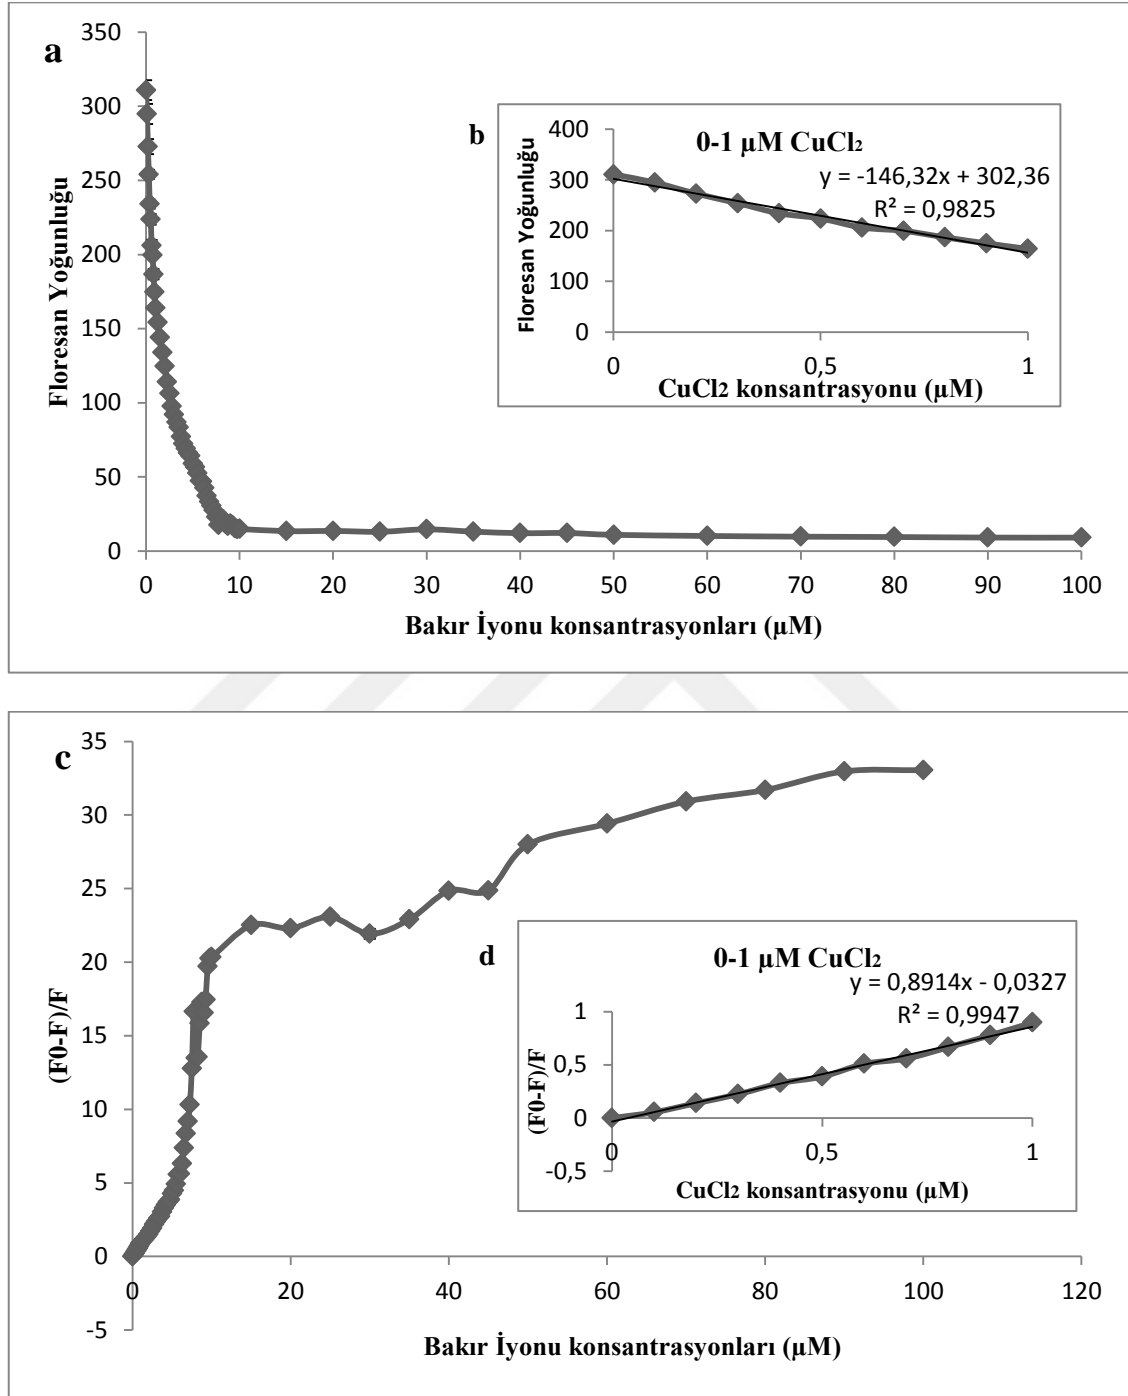 a
350
300
250
200
150
100
50
0
0 10 20 30 40 50 60 70 80 90 100
Floresan Yoğunluğu
Bakır İyonu konsantrasyonları (µM)
b
0-1 µM CuCl2
y = -146,32x + 302,36
R² = 0,9825
400
300
200
100
0
0 0,5 1
Floresan Yoğunluğu
CuCl2 konsantrasyonu (µM)
c
35
30
25
20
15
10
5
0
-5
0 20 40 60 80 100 120
(F0-F)/F
Bakır İyonu konsantrasyonları (µM)
d
0-1 µM CuCl2
y = 0,8914x - 0,0327
R² = 0,9947
1
0,5
0
-0,5
0 0,5 1
(F0-F)/F
CuCl2 konsantrasyonu (µM)